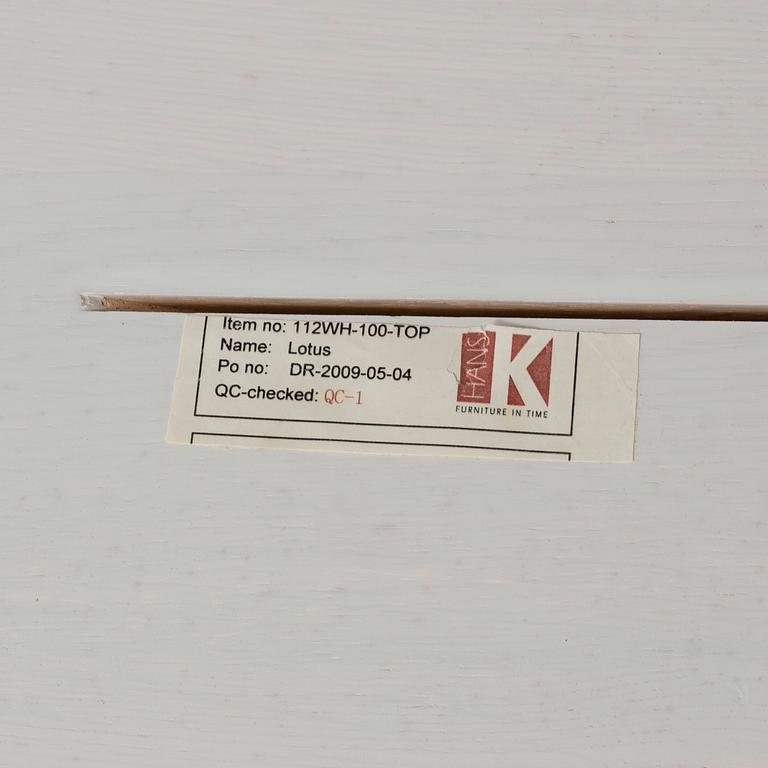 Item no: 112WH-100-TOP
Name: Lotus
Po no: DR-2009-05-04
QC-checked: QC-1
HANS K
FURNITURE IN TIME